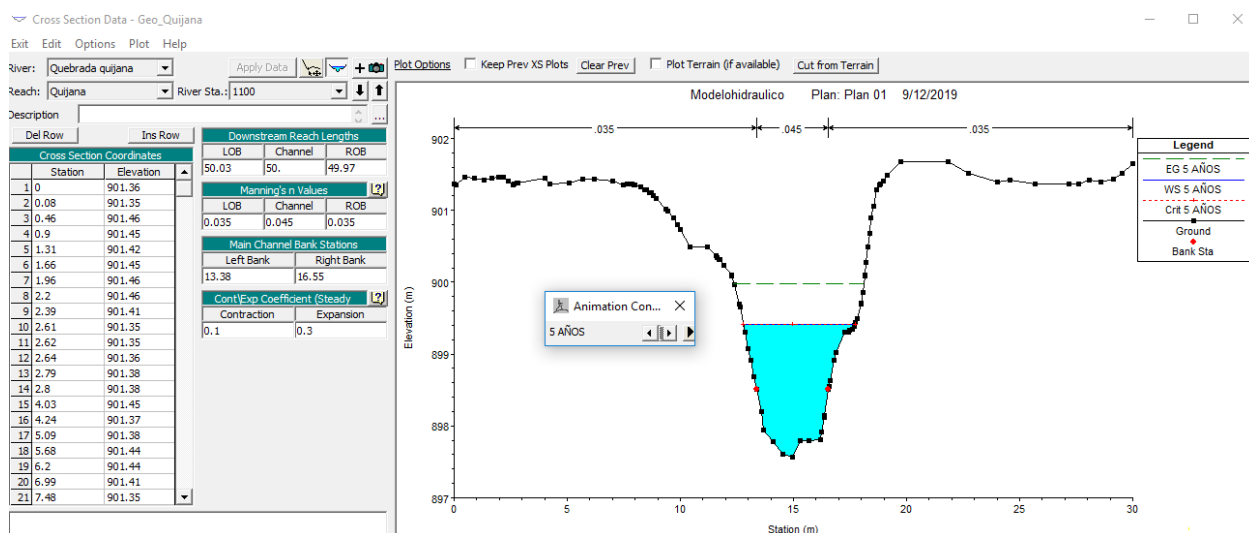 Cross Section Data - Geo_Quijana
Exit Edit Options Plot Help
River: Quebrada quijana Apply Data
Plot Options Keep Prev XS Plots Clear Prev Plot Terrain (if available) Cut from Terrain
Reach: Quijana River Sta.: 1100
Description ...
Del Row Ins Row
Cross Section Coordinates
Station Elevation
1 0 901.36
2 0.08 901.35
3 0.46 901.46
4 0.9 901.45
5 1.31 901.42
6 1.66 901.45
7 1.96 901.46
8 2.2 901.46
9 2.39 901.41
10 2.61 901.35
11 2.62 901.35
12 2.64 901.36
13 2.79 901.38
14 2.8 901.38
15 4.03 901.45
16 4.24 901.37
17 5.09 901.38
18 5.68 901.44
19 6.2 901.44
20 6.99 901.41
21 7.48 901.35
Downstream Reach Lengths
LOB Channel ROB
50.03 50. 49.97
Manning's n Values ?
LOB Channel ROB
0.035 0.045 0.035
Main Channel Bank Stations
Left Bank Right Bank
13.38 16.55
Cont\Exp Coefficient (Steady ?
Contraction Expansion
0.1 0.3
Modelohidraulico Plan: Plan 01 9/12/2019
.035 .045 .035
902
901
900
899
898
897
Elevation (m)
0 5 10 15 20 25 30
Station (m)
Legend
EG 5 AÑOS
WS 5 AÑOS
Crit 5 AÑOS
Ground
Bank Sta
Animation Con...
5 AÑOS